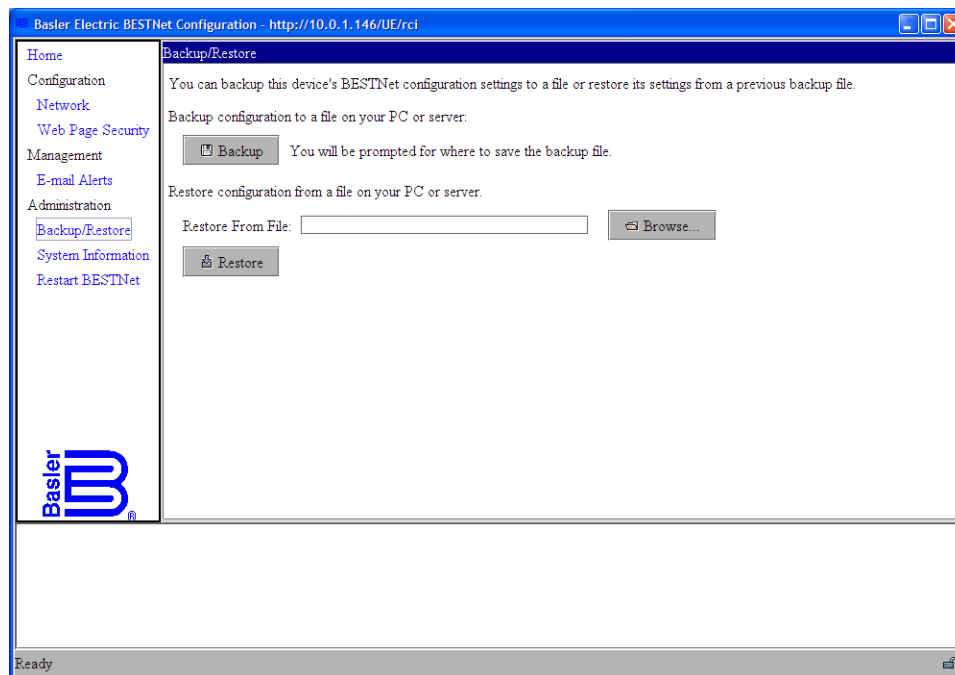 Basler Electric BESTNet Configuration - http://10.0.1.146/UE/rci
Home
Configuration
Network
Web Page Security
Management
E-mail Alerts
Administration
Backup/Restore
System Information
Restart BESTNet
Basler
®
Backup/Restore
You can backup this device's BESTNet configuration settings to a file or restore its settings from a previous backup file.
Backup configuration to a file on your PC or server:
Backup You will be prompted for where to save the backup file.
Restore configuration from a file on your PC or server.
Restore From File: Browse...
Restore
Ready